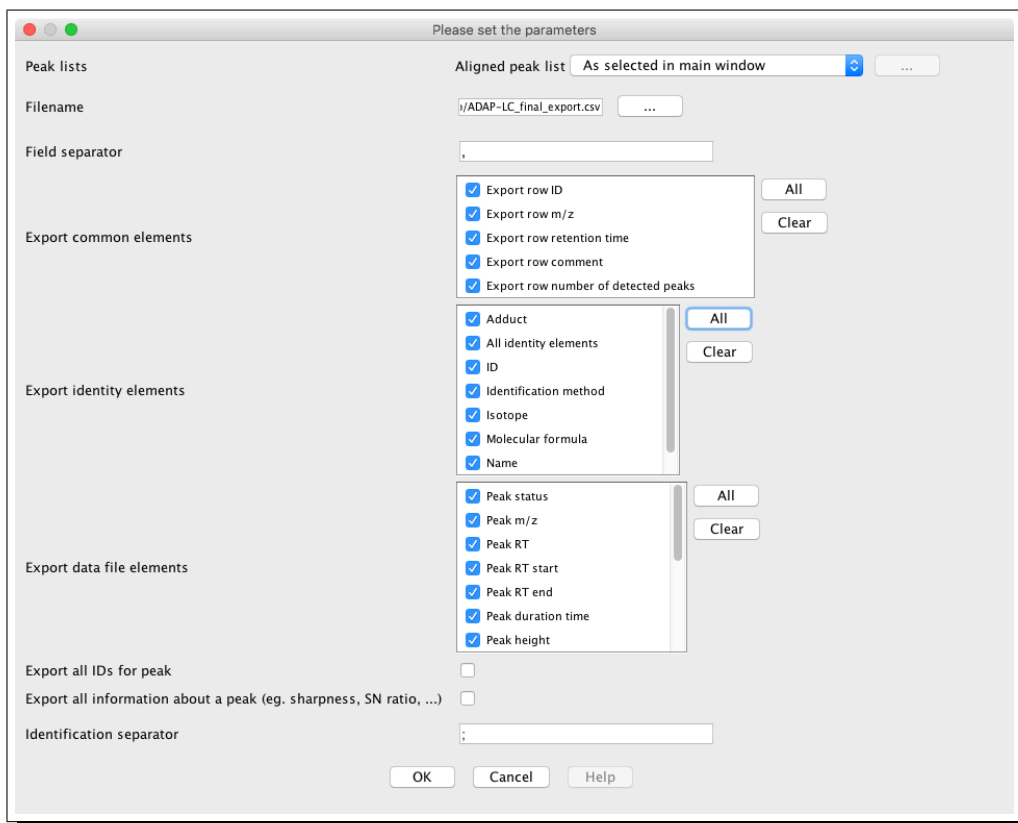 Please set the parameters
Peak lists
Aligned peak list As selected in main window ...
Filename
/ADAP-LC_final_export.csv ...
Field separator
,
Export common elements
Export row ID
Export row m/z
Export row retention time
Export row comment
Export row number of detected peaks
All
Clear
Export identity elements
Adduct
All identity elements
ID
Identification method
Isotope
Molecular formula
Name
All
Clear
Export data file elements
Peak status
Peak m/z
Peak RT
Peak RT start
Peak RT end
Peak duration time
Peak height
All
Clear
Export all IDs for peak
Export all information about a peak (eg. sharpness, SN ratio, ...)
Identification separator
;
OK Cancel Help